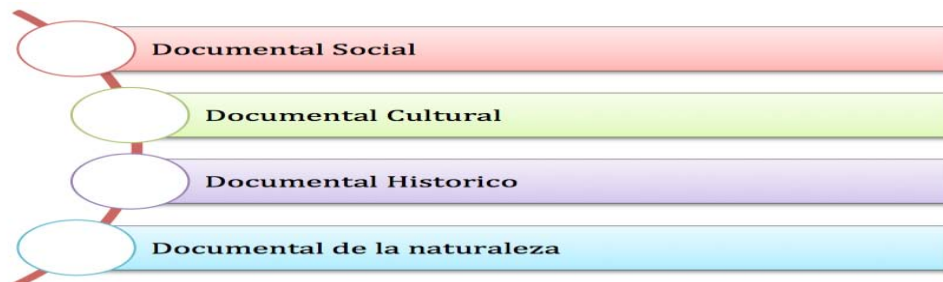 Documental Social
Documental Cultural
Documental Historico
Documental de la naturaleza